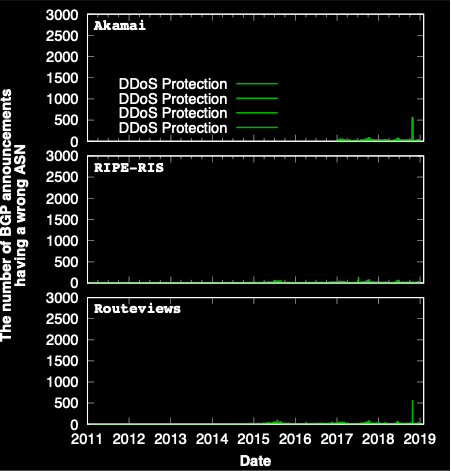 3000
Akamai
2500
2000
1500
DDoS Protection
1000
DDoS Protection
DDoS Protection
500
DDoS Protection
0
3000
RIPE-RIS
2500
2000
1500
1000
500
0
3000
Routeviews
2500
2000
1500
1000
500
0
2011 2012 2013 2014 2015 2016 2017 2018 2019
Date
The number of BGP announcements
having a wrong ASN